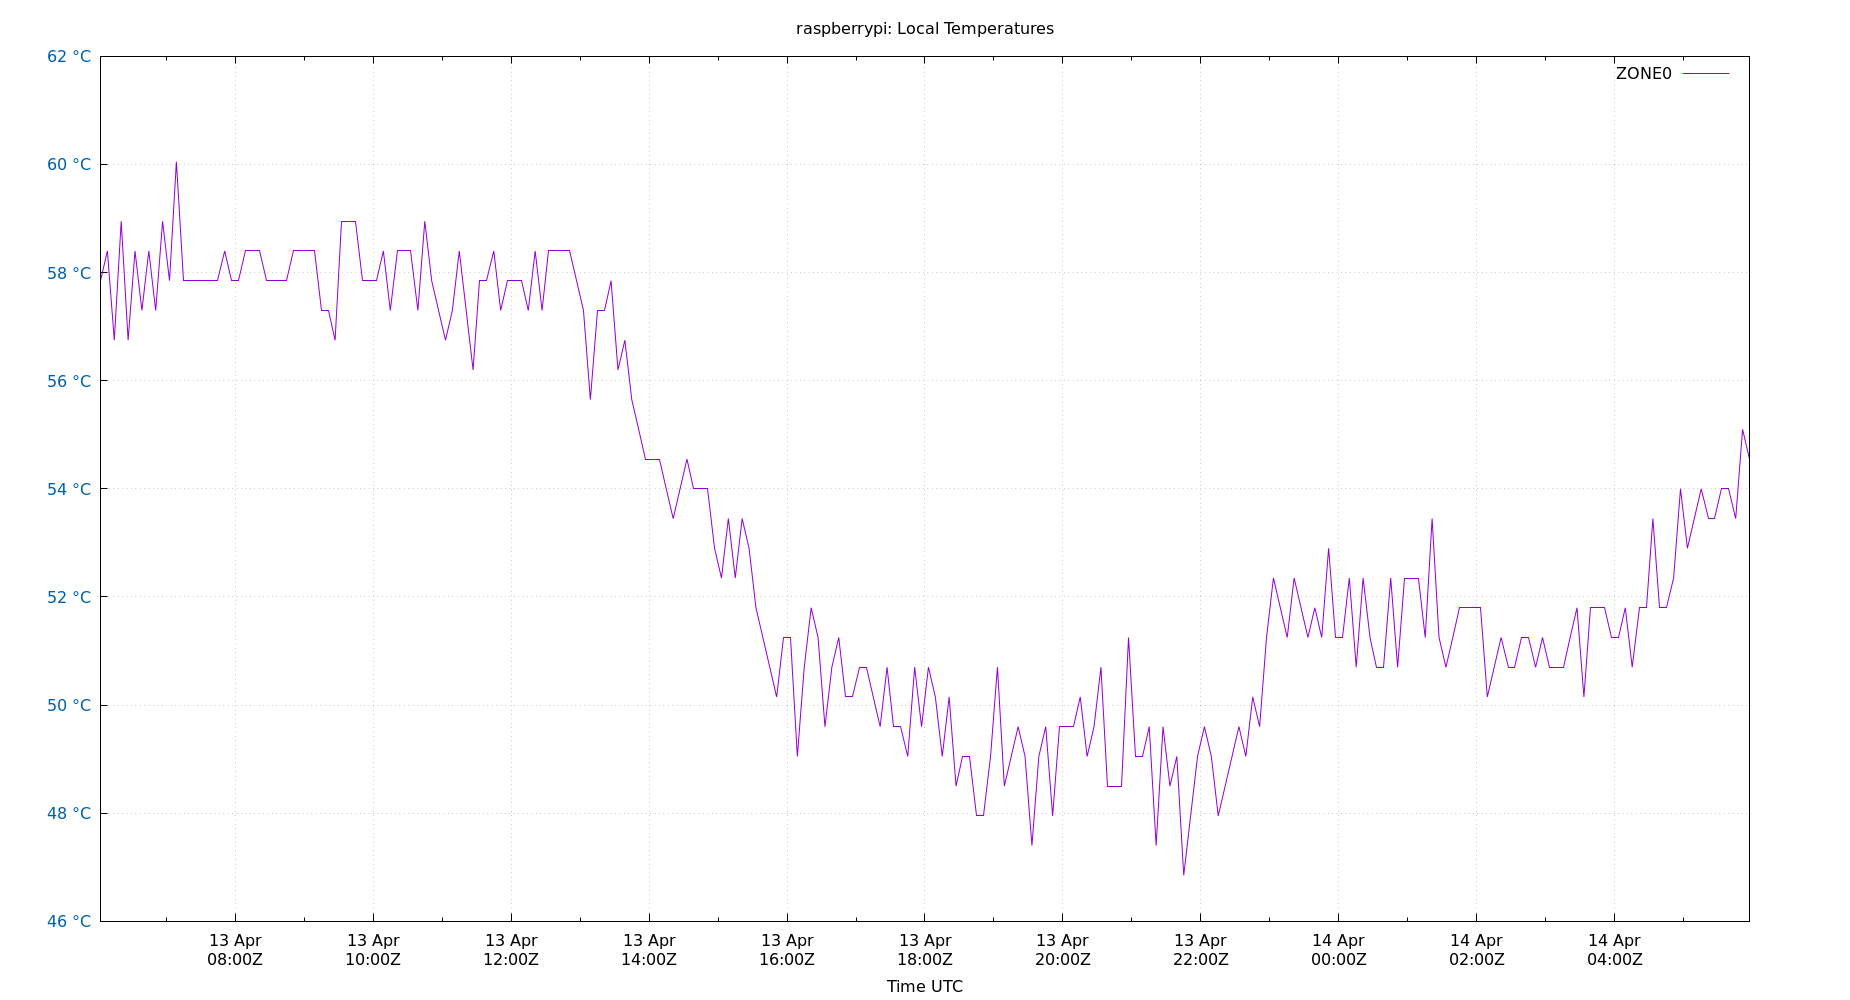 raspberrypi: Local Temperatures
62 °C
ZONE0
60 °C
58 °C
56 °C
54 °C
52 °C
50 °C
48 °C
46 °C
13 Apr 13 Apr 13 Apr 13 Apr 13 Apr 13 Apr 13 Apr 13 Apr 14 Apr 14 Apr 14 Apr
08:00Z 10:00Z 12:00Z 14:00Z 16:00Z 18:00Z 20:00Z 22:00Z 00:00Z 02:00Z 04:00Z
Time UTC